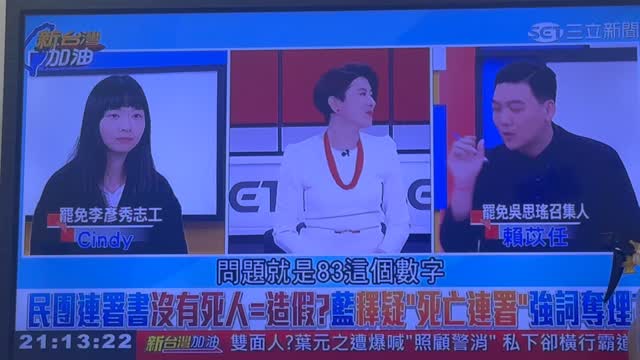 新台灣
加油
SET 三立新聞
罷免李彥秀志工
Cindy
ET
罷免吳思瑤召集人
賴苡任
問題就是83這個數字
民團連署書沒有死人=造假?藍釋疑"死亡連署"強詞奪理
21:13:22 新台灣加油 雙面人?葉元之遭爆喊"照顧警消" 私下卻橫行霸道